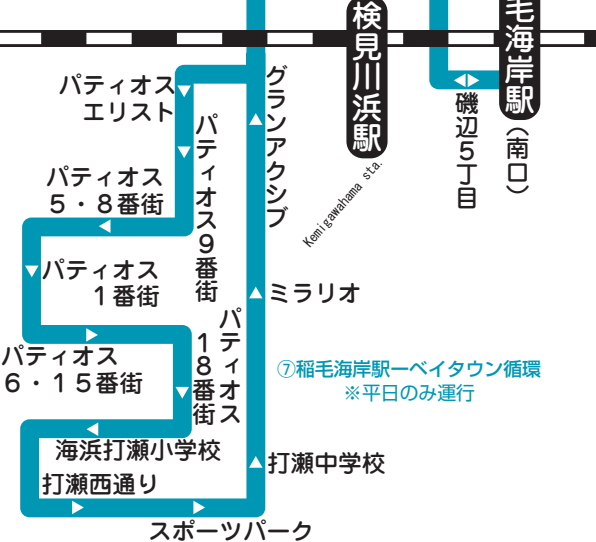 検見川浜駅
Kemigawahama sta.
毛海岸駅
（南口）
磯辺５丁目
パティオス
エリスト
グランアクシブ
パティオス９番街
パティオス
５・８番街
パティオス
１番街
ミラリオ
パティオス
１８番街
パティオス
６・１５番街
⑦稲毛海岸駅ーベイタウン循環
※平日のみ運行
海浜打瀬小学校
打瀬中学校
打瀬西通り
スポーツパーク